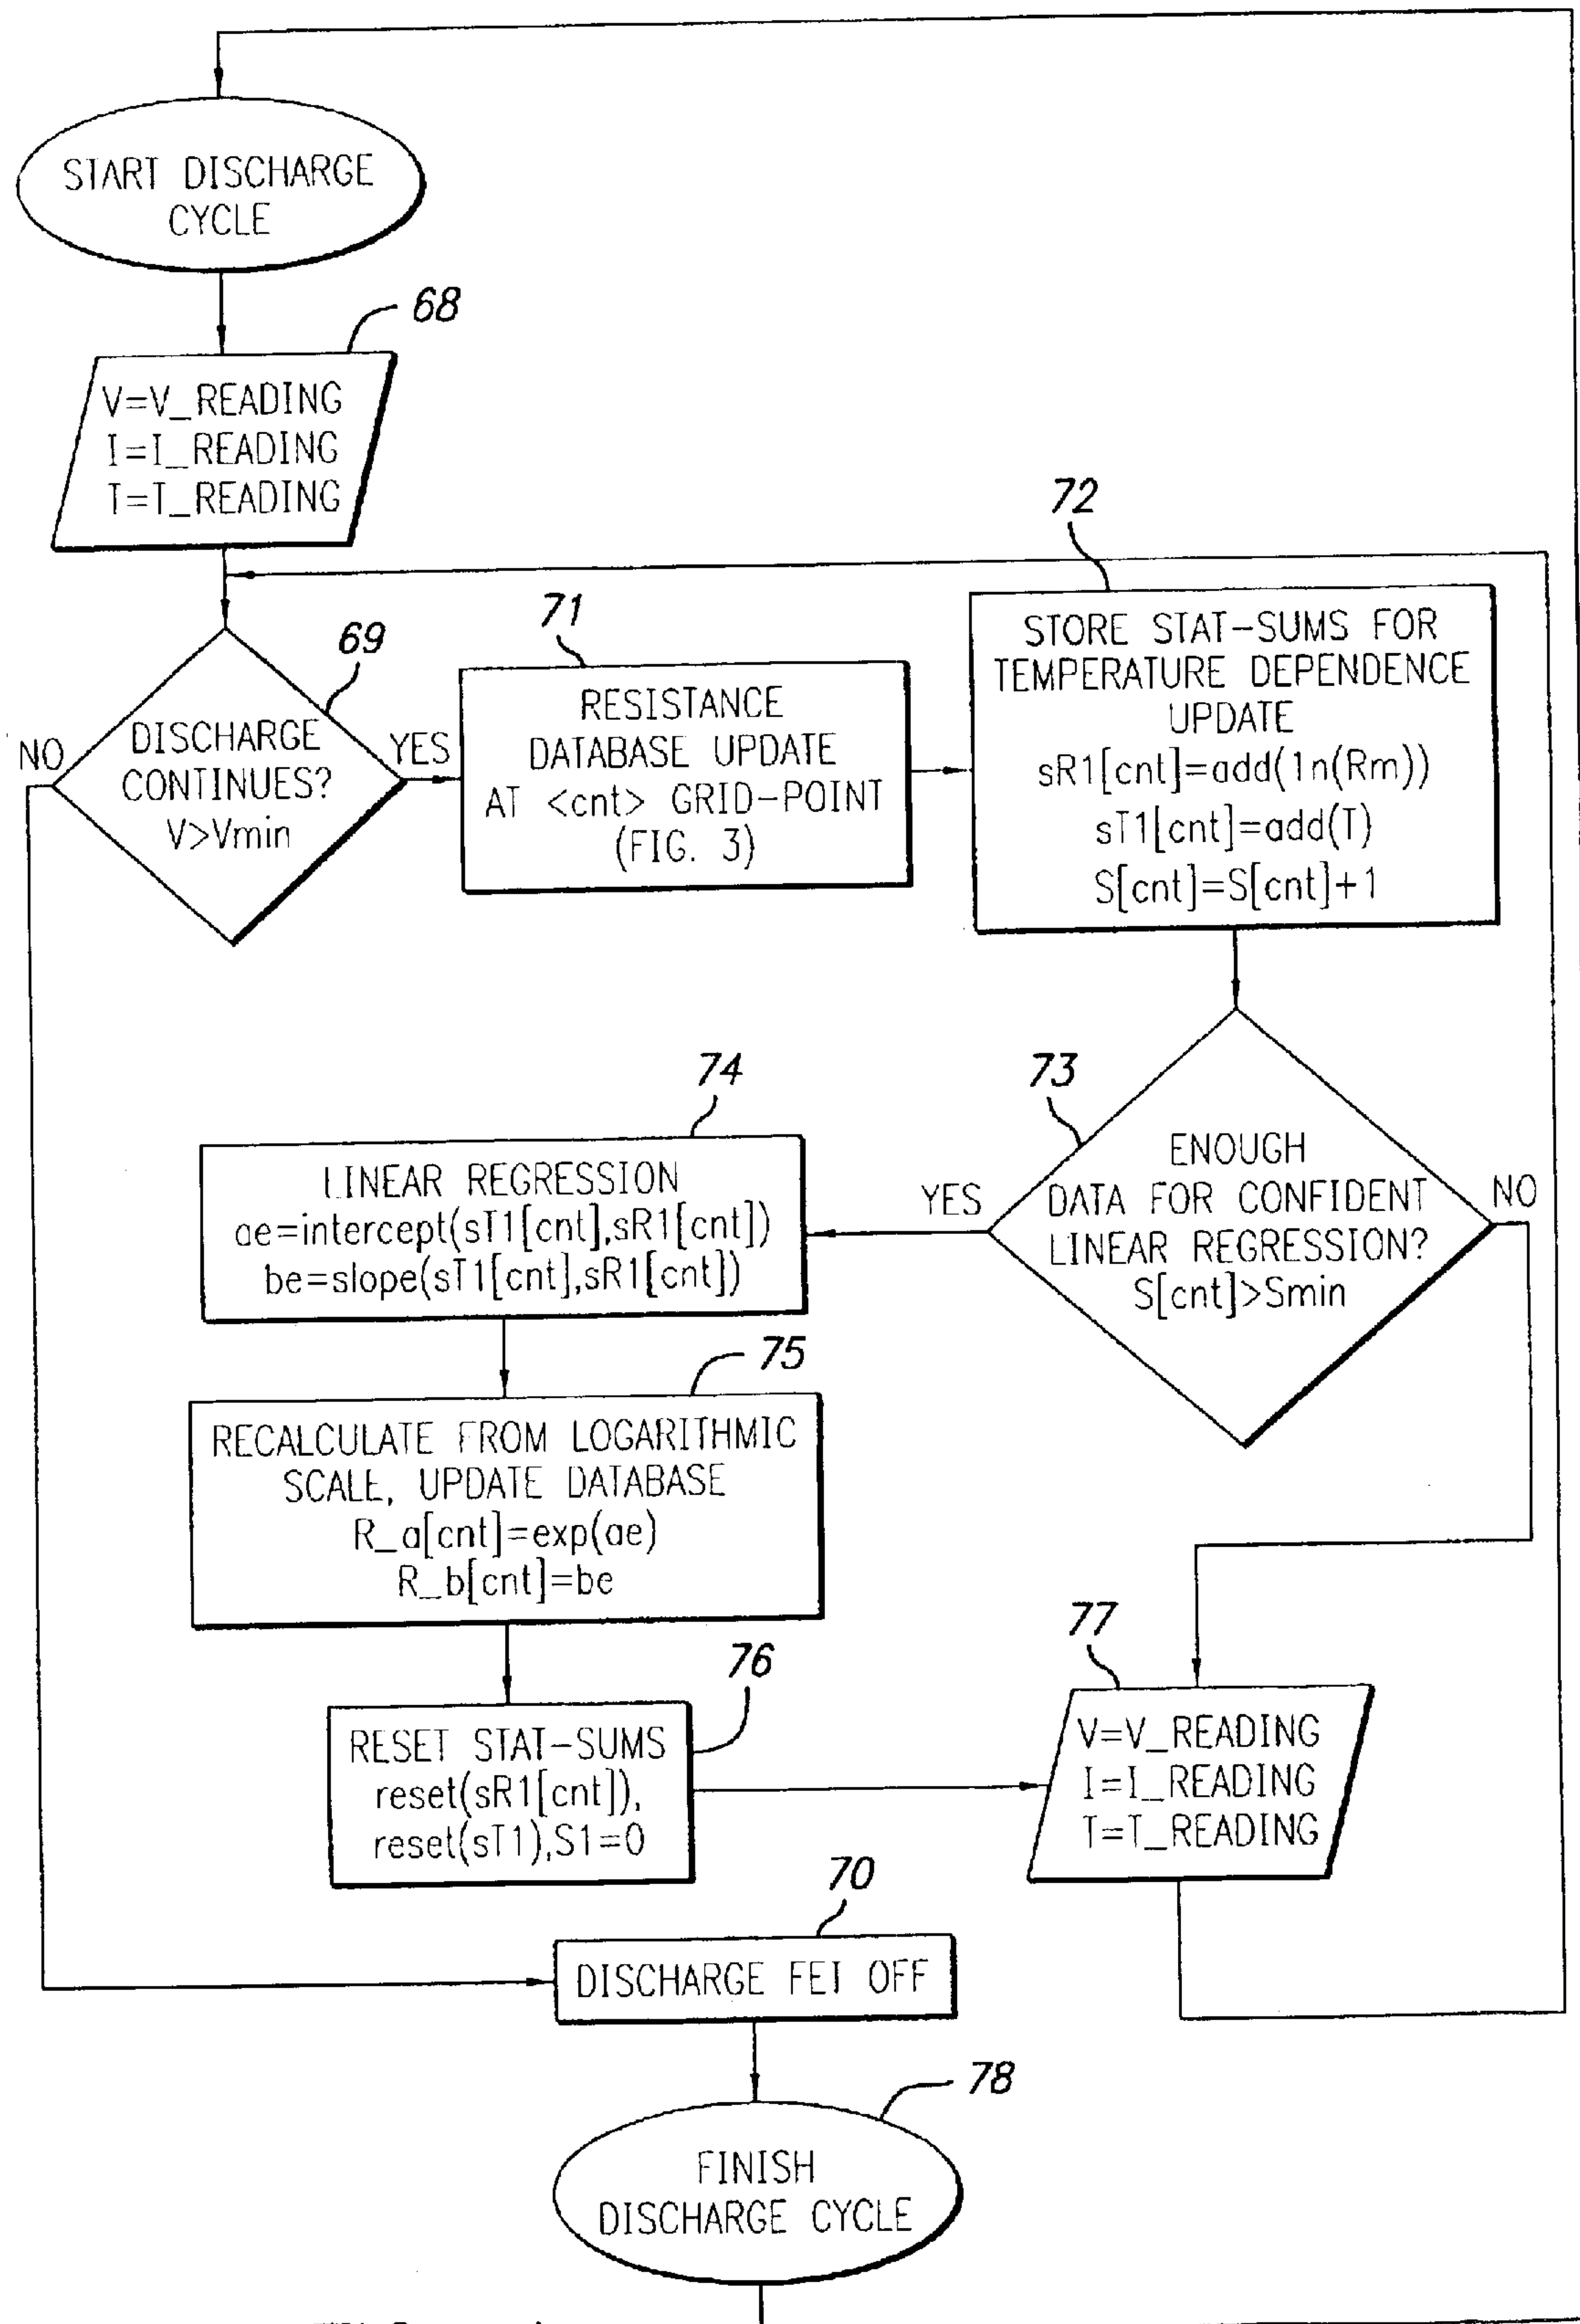 START DISCHARGE
CYCLE
68
V=V_READING
I=I_READING
T=T_READING
69
NO
DISCHARGE
CONTINUES?
V>Vmin
YES
71
RESISTANCE
DATABASE UPDATE
AT <cnt> GRID-POINT
(FIG. 3)
72
STORE STAT-SUMS FOR
TEMPERATURE DEPENDENCE
UPDATE
sR1[cnt]=add(ln(Rm))
sT1[cnt]=add(T)
S[cnt]=S[cnt]+1
73
ENOUGH
DATA FOR CONFIDENT
LINEAR REGRESSION?
S[cnt]>Smin
YES
NO
74
LINEAR REGRESSION
ae=intercept(sT1[cnt],sR1[cnt])
be=slope(sT1[cnt],sR1[cnt])
75
RECALCULATE FROM LOGARITHMIC
SCALE, UPDATE DATABASE
R_a[cnt]=exp(ae)
R_b[cnt]=be
76
RESET STAT-SUMS
reset(sR1[cnt]),
reset(sT1),S1=0
77
V=V_READING
I=I_READING
T=T_READING
70
DISCHARGE FET OFF
78
FINISH
DISCHARGE CYCLE